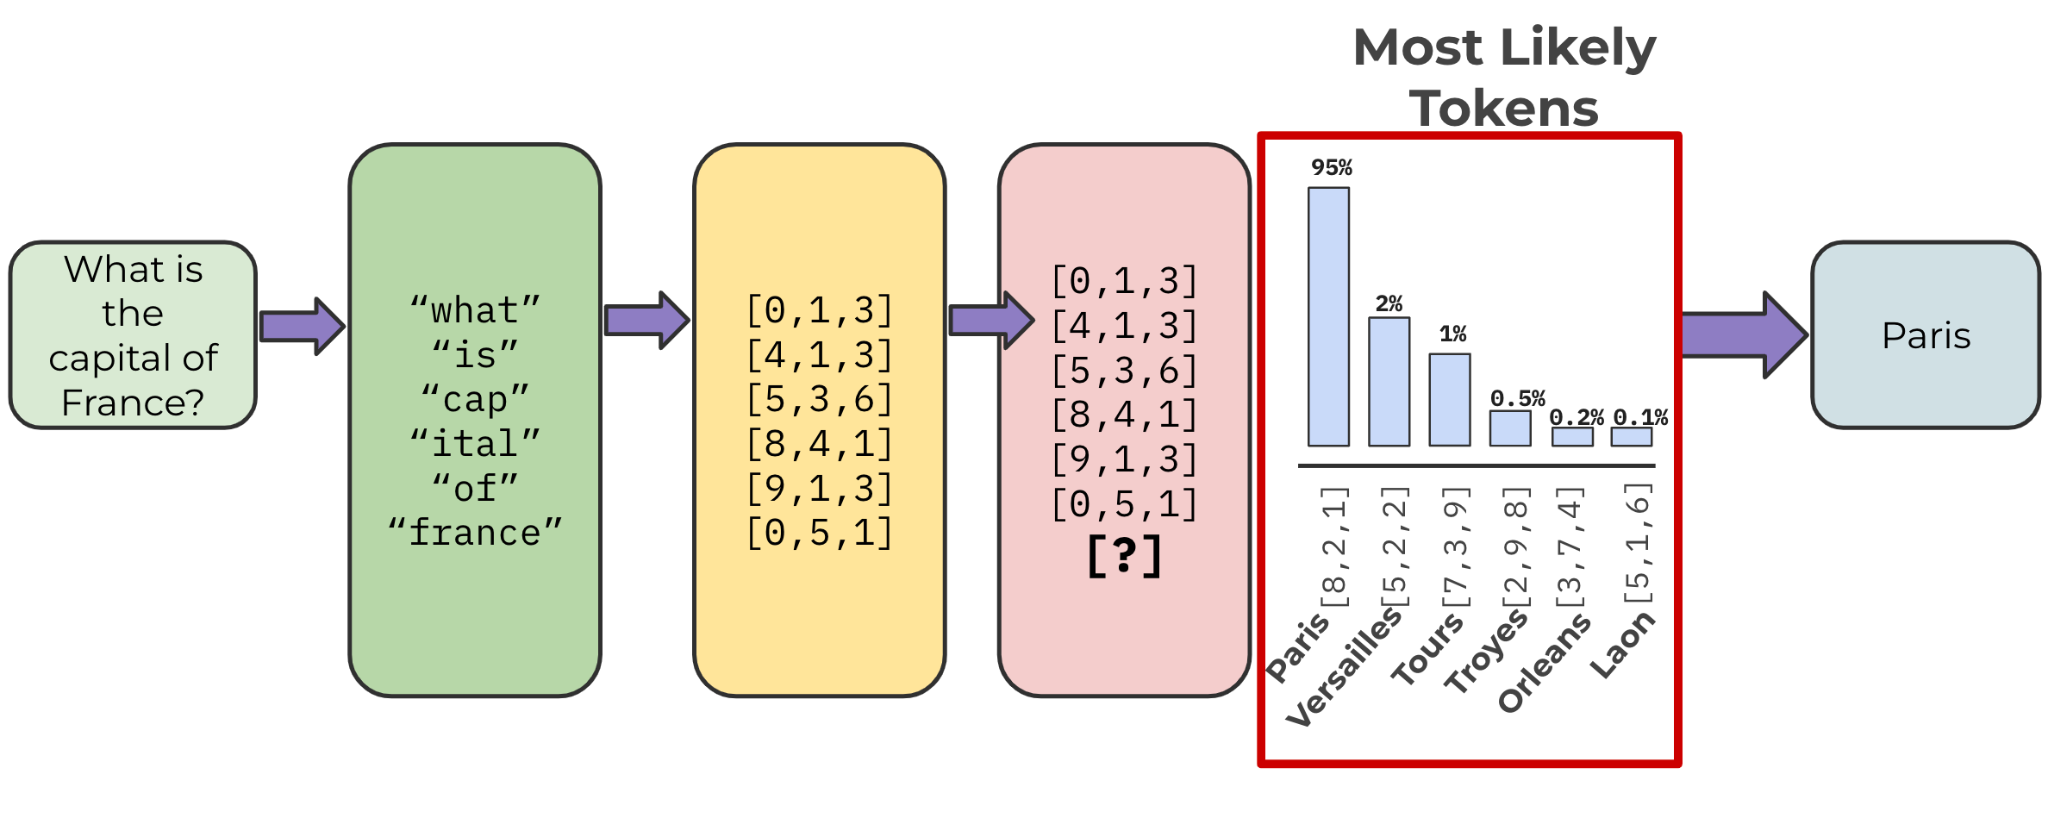 Most Likely
Tokens
What is
the
capital of
France?
“what”
“is”
“cap”
“ital”
“of”
“france”
[0,1,3]
[4,1,3]
[5,3,6]
[8,4,1]
[9,1,3]
[0,5,1]
[0,1,3]
[4,1,3]
[5,3,6]
[8,4,1]
[9,1,3]
[0,5,1]
[?]
95%
2%
1%
0.5%
0.2%
0.1%
Paris [8,2,1]
Versailles [5,2,2]
Tours [7,3,9]
Troyes [2,9,8]
Orleans [3,7,4]
Laon [5,1,6]
Paris